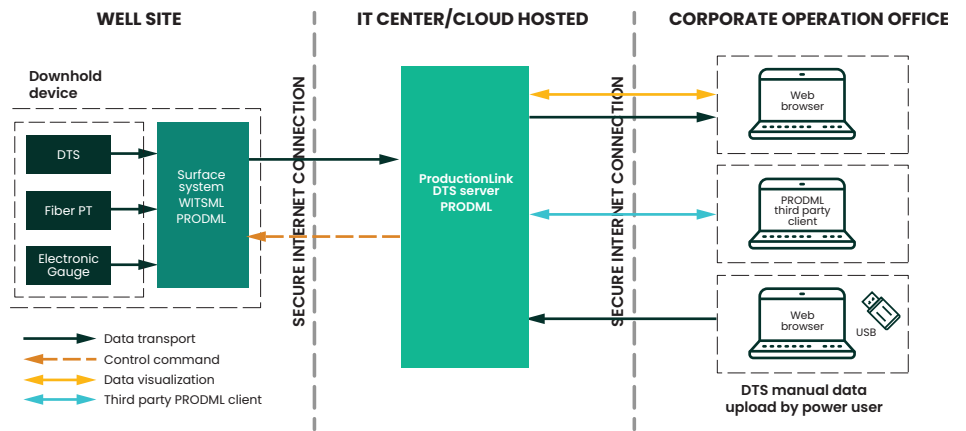 WELL SITE
IT CENTER/CLOUD HOSTED
CORPORATE OPERATION OFFICE
Downhold
device
DTS
Fiber PT
Electronic
Gauge
Surface
system
WITSML
PRODML
SECURE INTERNET CONNECTION
ProductionLink
DTS server
PRODML
SECURE INTERNET CONNECTION
Web
browser
PRODML
third party
client
Web
browser
USB
DTS manual data
upload by power user
Data transport
Control command
Data visualization
Third party PRODML client